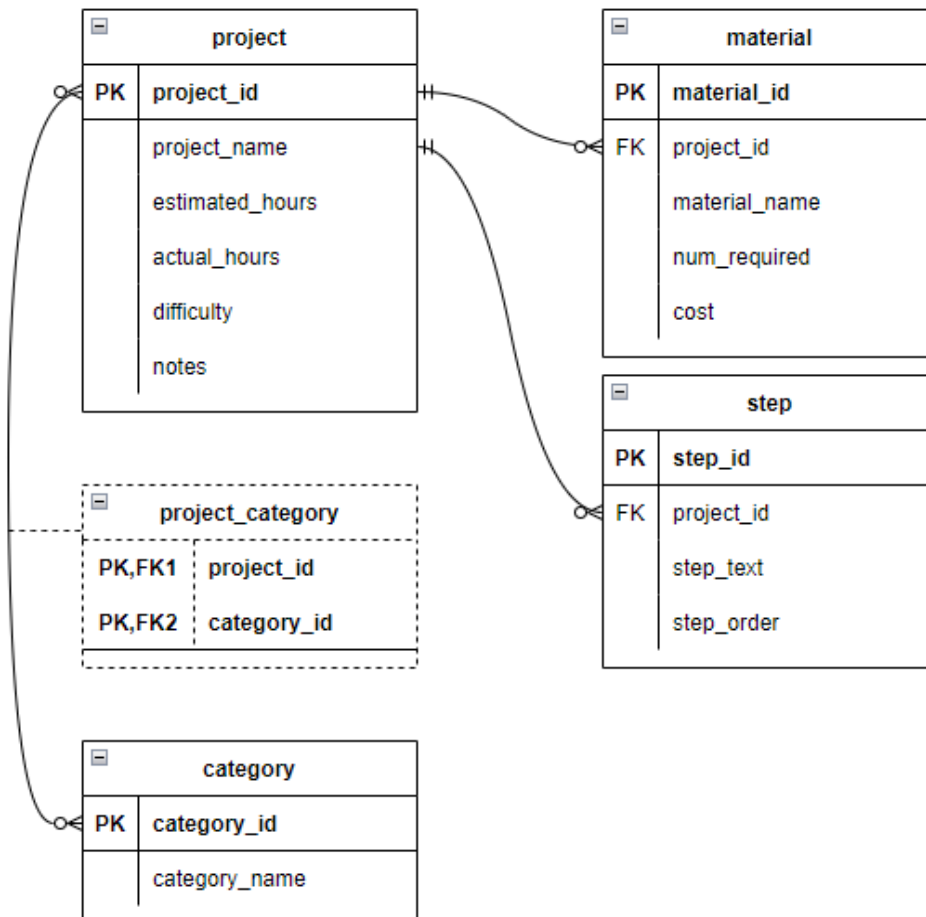 project
PK project_id
project_name
estimated_hours
actual_hours
difficulty
notes
material
PK material_id
FK project_id
material_name
num_required
cost
step
PK step_id
FK project_id
step_text
step_order
project_category
PK,FK1 project_id
PK,FK2 category_id
category
PK category_id
category_name